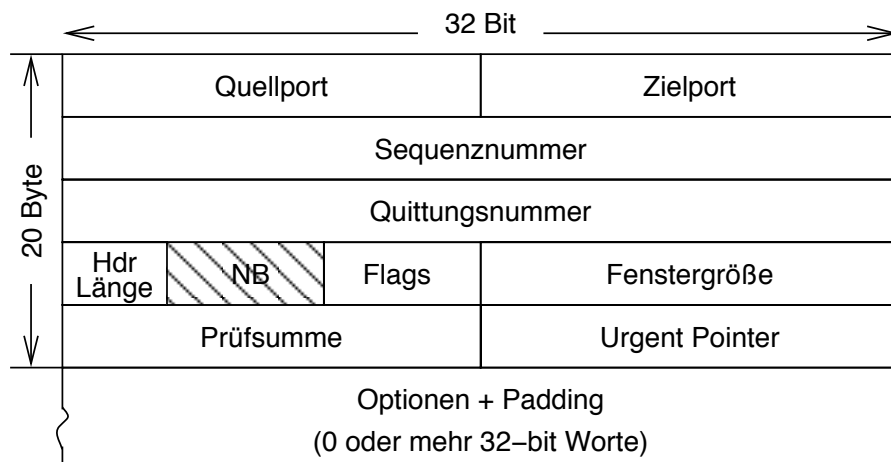 32 Bit
20 Byte
Quellport
Zielport
Sequenznummer
Quittungsnummer
Hdr
Länge
NB
Flags
Fenstergröße
Prüfsumme
Urgent Pointer
Optionen + Padding
(0 oder mehr 32–bit Worte)